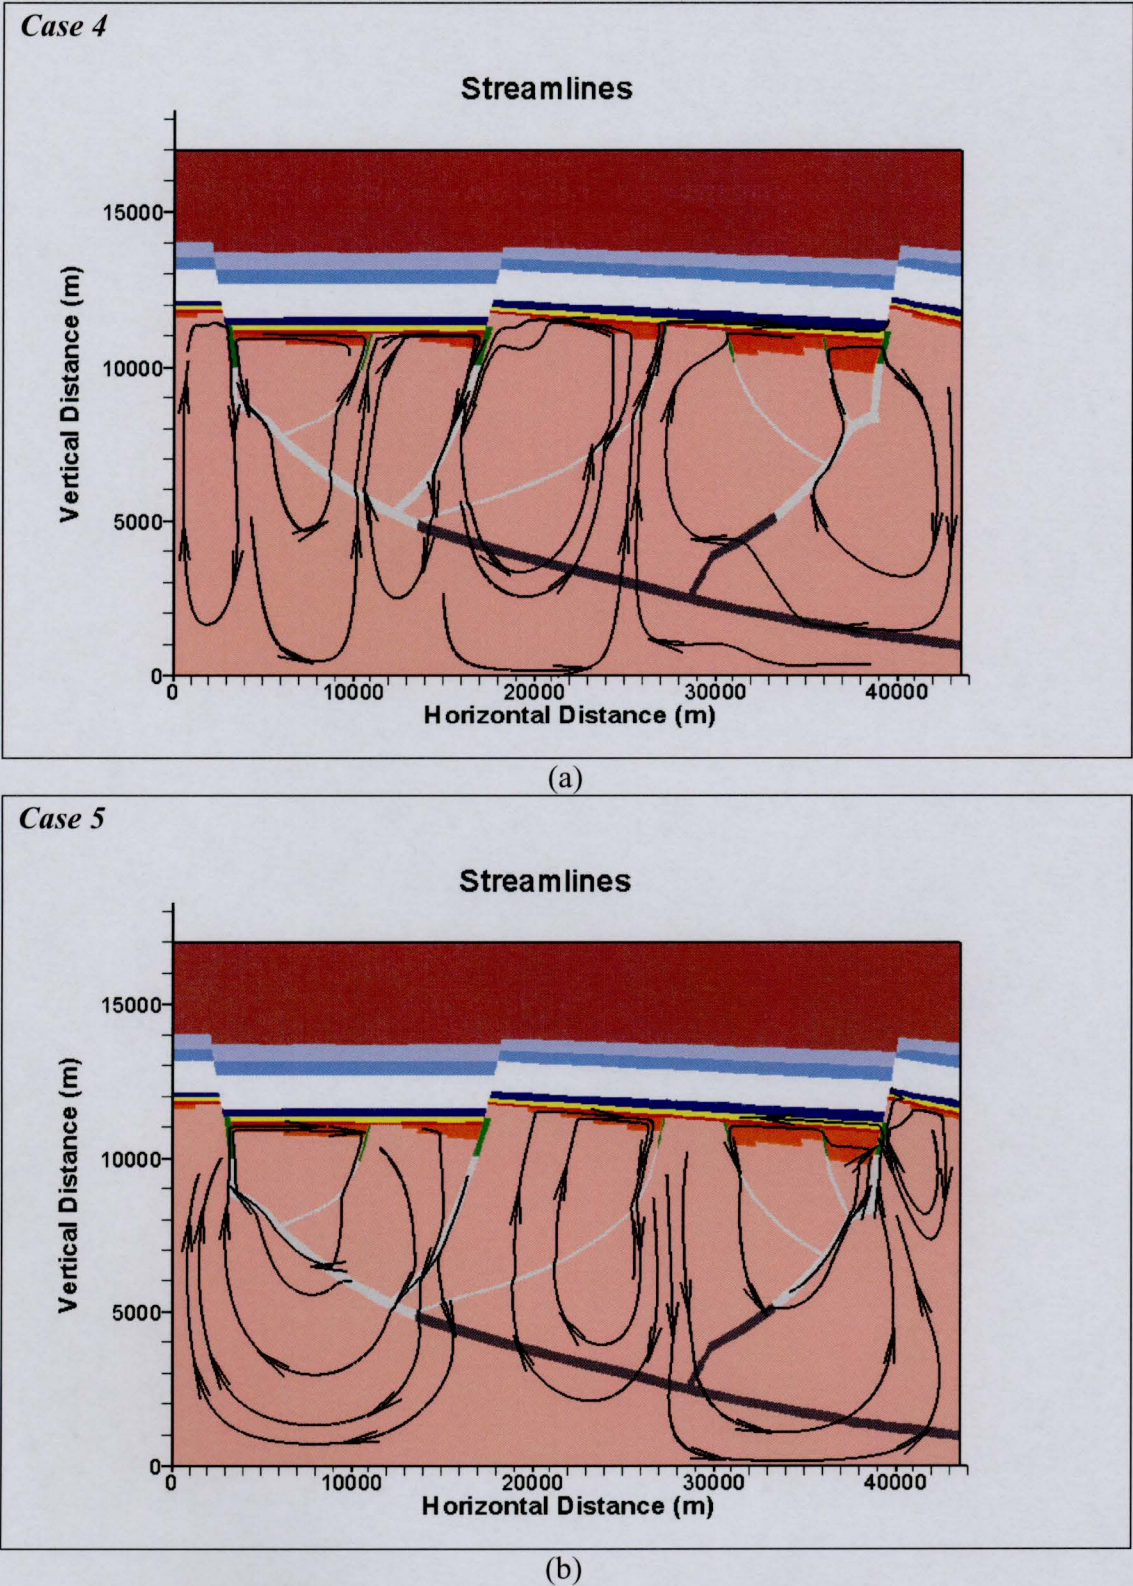 Case 4
Streamlines
15000
10000
5000
0
Vertical Distance (m)
0 10000 20000 30000 40000
Horizontal Distance (m)
(a)
Case 5
Streamlines
15000
10000
5000
0
Vertical Distance (m)
0 10000 20000 30000 40000
Horizontal Distance (m)
(b)